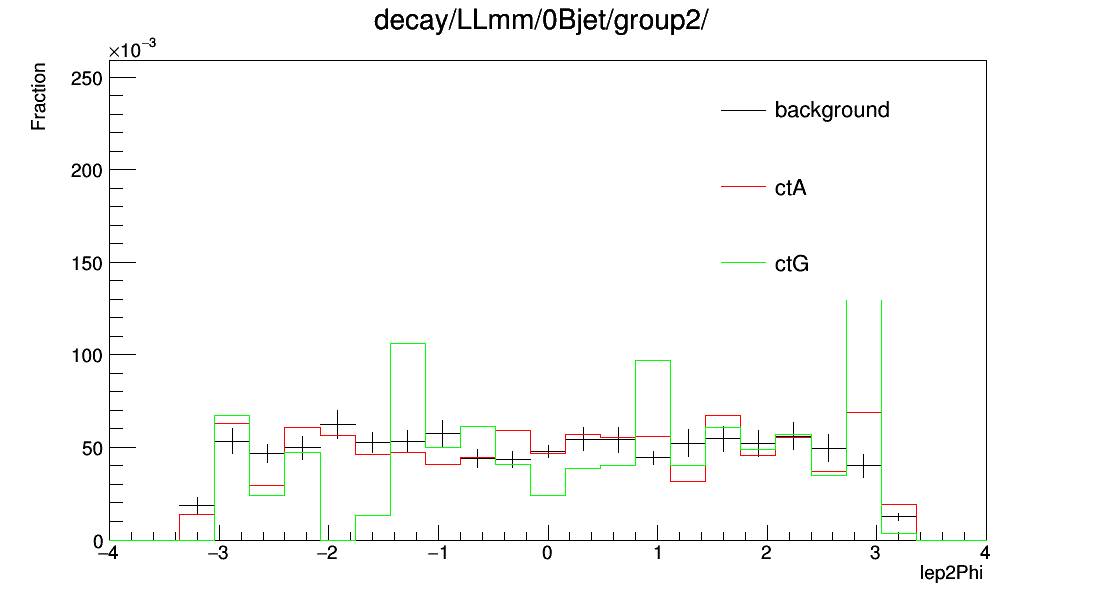 decay/LLmm/0Bjet/group2/
×10⁻³
Fraction
250
200
150
100
50
0
background
ctA
ctG
−4 −3 −2 −1 0 1 2 3 4
lep2Phi